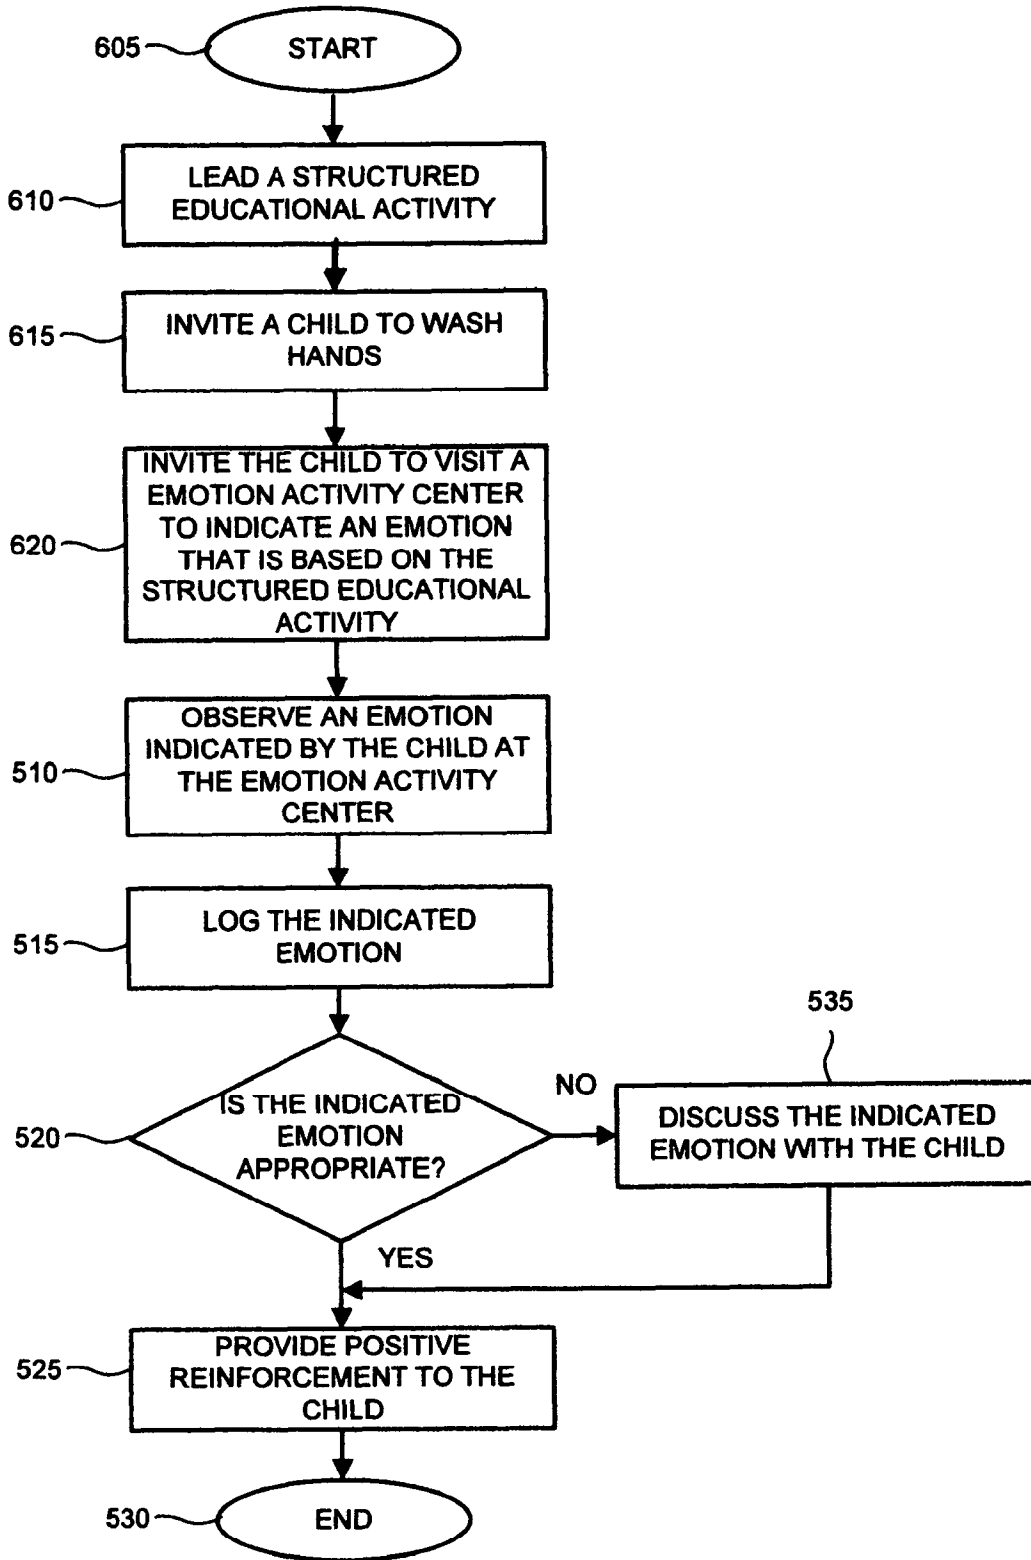 605
START
610
LEAD A STRUCTURED
EDUCATIONAL ACTIVITY
615
INVITE A CHILD TO WASH
HANDS
620
INVITE THE CHILD TO VISIT A
EMOTION ACTIVITY CENTER
TO INDICATE AN EMOTION
THAT IS BASED ON THE
STRUCTURED EDUCATIONAL
ACTIVITY
510
OBSERVE AN EMOTION
INDICATED BY THE CHILD AT
THE EMOTION ACTIVITY
CENTER
515
LOG THE INDICATED
EMOTION
520
IS THE INDICATED
EMOTION
APPROPRIATE?
NO
535
DISCUSS THE INDICATED
EMOTION WITH THE CHILD
YES
525
PROVIDE POSITIVE
REINFORCEMENT TO THE
CHILD
530
END